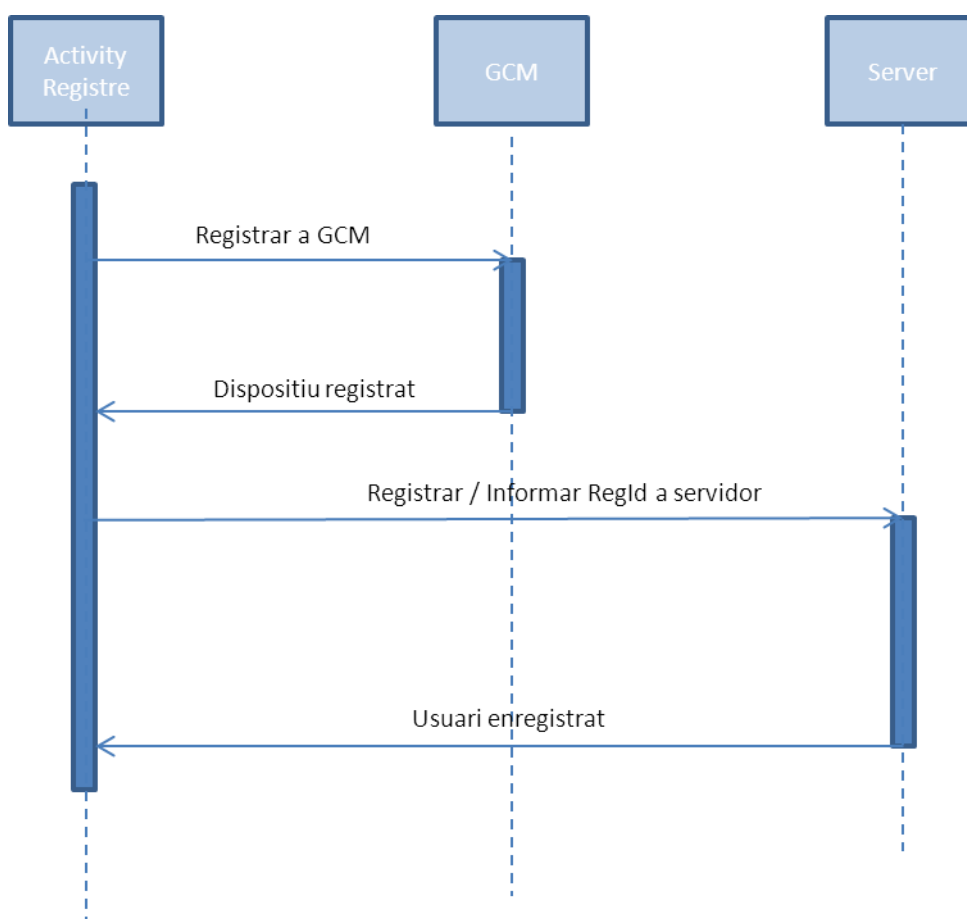 Activity
Registre
GCM
Server
Registrar a GCM
Dispositiu registrat
Registrar / Informar RegId a servidor
Usuari enregistrat